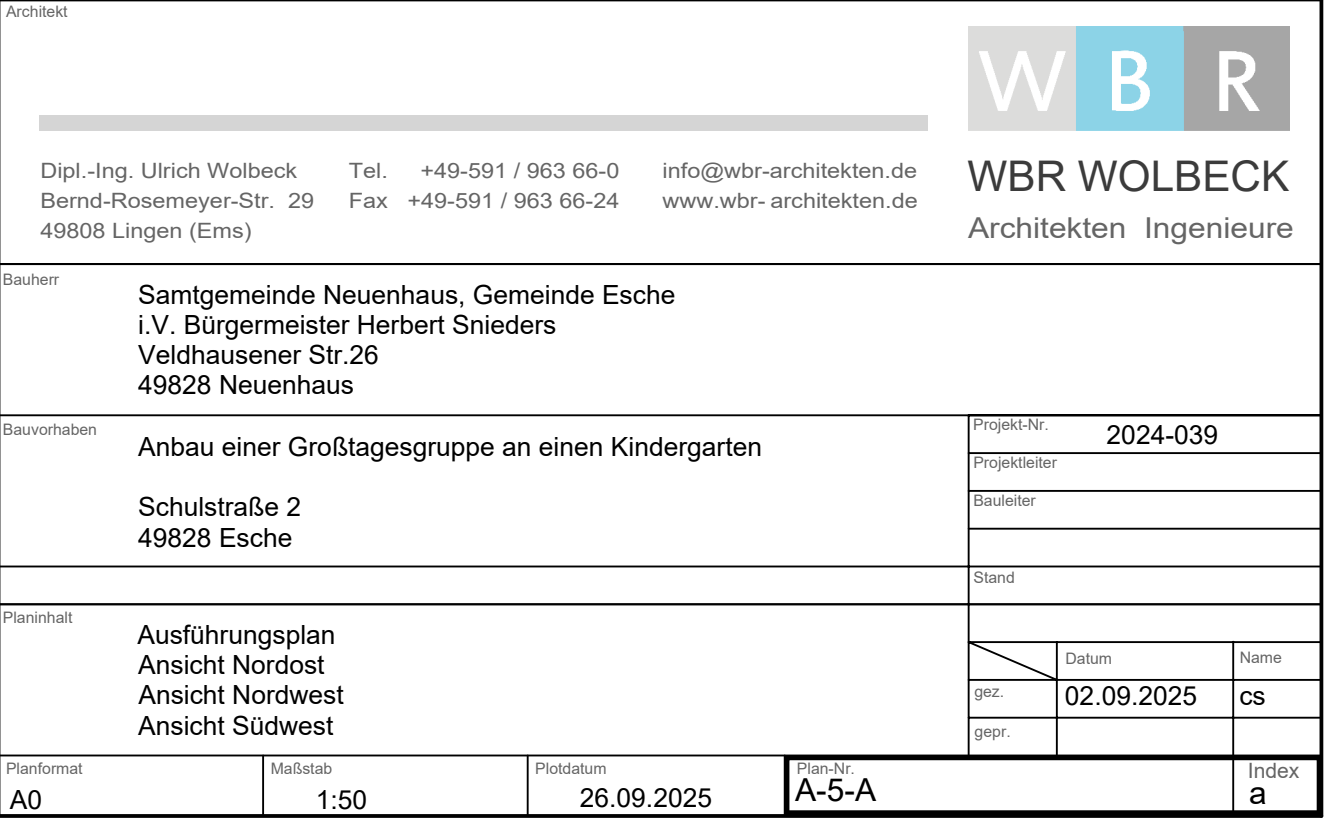 Architekt
W B R
Dipl.-Ing. Ulrich Wolbeck Tel. +49-591 / 963 66-0 info@wbr-architekten.de
Bernd-Rosemeyer-Str. 29 Fax +49-591 / 963 66-24 www.wbr- architekten.de
49808 Lingen (Ems)
WBR WOLBECK
Architekten Ingenieure
Bauherr
Samtgemeinde Neuenhaus, Gemeinde Esche
i.V. Bürgermeister Herbert Snieders
Veldhausener Str.26
49828 Neuenhaus
Bauvorhaben
Anbau einer Großtagesgruppe an einen Kindergarten
Schulstraße 2
49828 Esche
Projekt-Nr. 2024-039
Projektleiter
Bauleiter
Stand
Planinhalt
Ausführungsplan
Ansicht Nordost
Ansicht Nordwest
Ansicht Südwest
Datum Name
gez. 02.09.2025 cs
gepr.
Planformat Maßstab Plotdatum Plan-Nr. Index
A0 1:50 26.09.2025 A-5-A a